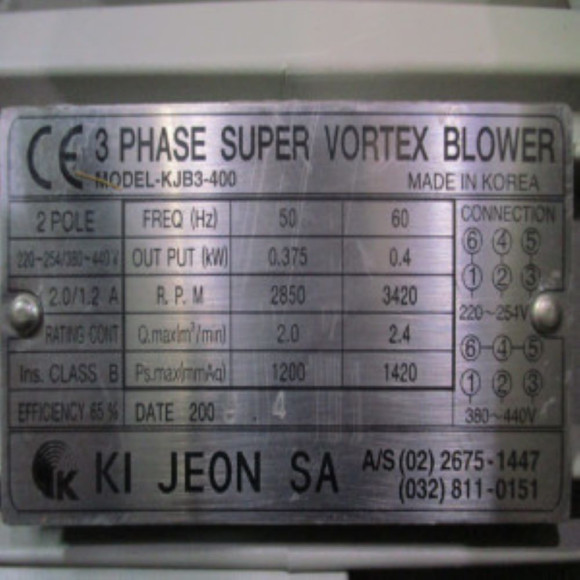 CE 3 PHASE SUPER VORTEX BLOWER
MODEL-KJB3-400 MADE IN KOREA
2 POLE FREQ (Hz) 50 60 CONNECTION
⑥ ④ ⑤
220~254/380~440 V OUT PUT (kW) 0.375 0.4
① ② ③
2.0/1.2 A R. P. M 2850 3420
220~254V
RATING CONT Q.max(m³/min) 2.0 2.4
⑥-④-⑤
Ins. CLASS B Ps.max(mmAq) 1200 1420
① ② ③
EFFICIENCY 65 % DATE 200 . 4
380~440V
K KI JEON SA A/S (02) 2675-1447
(032) 811-0151